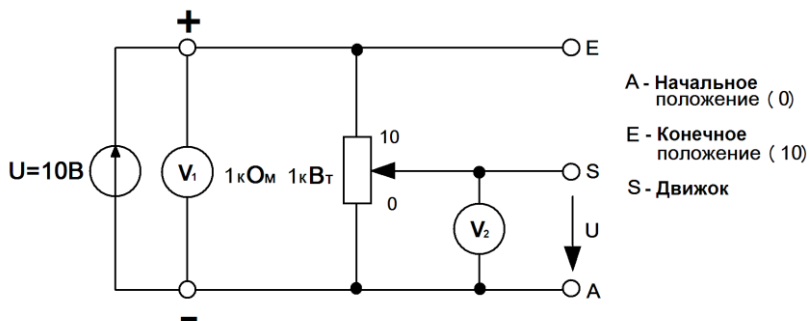 +
E
A - Начальное
положение ( 0)
10
E - Конечное
положение ( 10)
U=10В
V1
1кОм 1кВт
S
S - Движок
0
V2
U
A
-